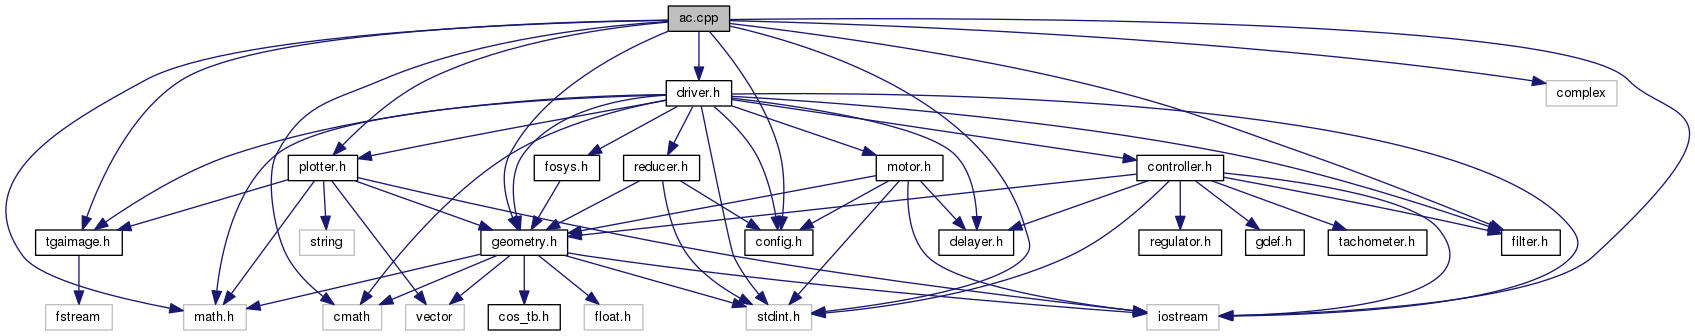 ac.cpp
driver.h
complex
plotter.h
fosys.h
reducer.h
motor.h
controller.h
tgaimage.h
string
geometry.h
config.h
delayer.h
regulator.h
gdef.h
tachometer.h
filter.h
fstream
math.h
cmath
vector
cos_tb.h
float.h
stdint.h
iostream